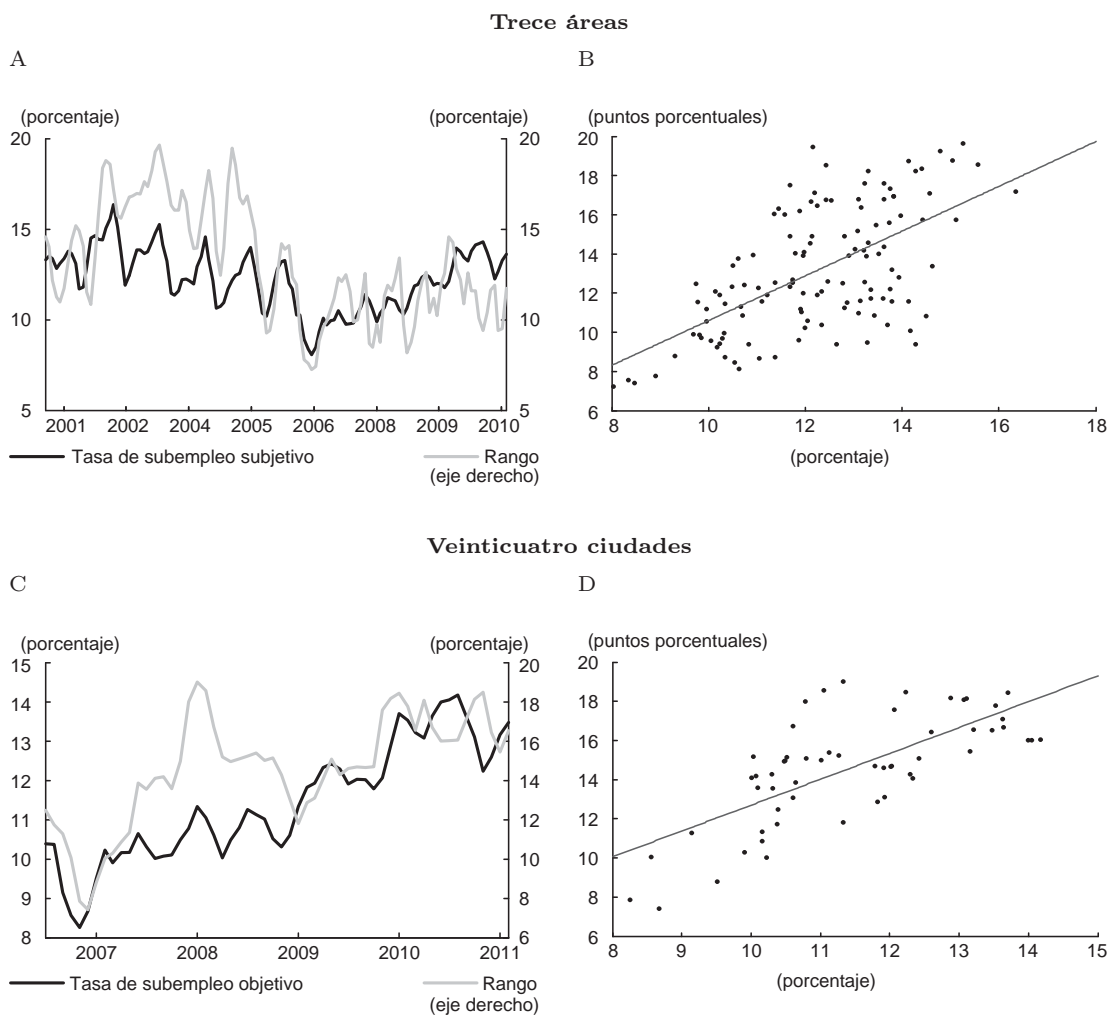 Trece áreas
A
(porcentaje) (porcentaje)
20 20
15 15
10 10
5 5
2001 2002 2004 2005 2006 2008 2009 2010
Tasa de subempleo subjetivo Rango
(eje derecho)
B
(puntos porcentuales)
20
18
16
14
12
10
8
6
8 10 12 14 16 18
(porcentaje)
Veinticuatro ciudades
C
(porcentaje) (porcentaje)
15 20
14 18
13 16
12 14
11 12
10 10
9 8
8 6
2007 2008 2009 2010 2011
Tasa de subempleo objetivo Rango
(eje derecho)
D
(puntos porcentuales)
20
18
16
14
12
10
8
6
8 9 10 11 12 13 14 15
(porcentaje)